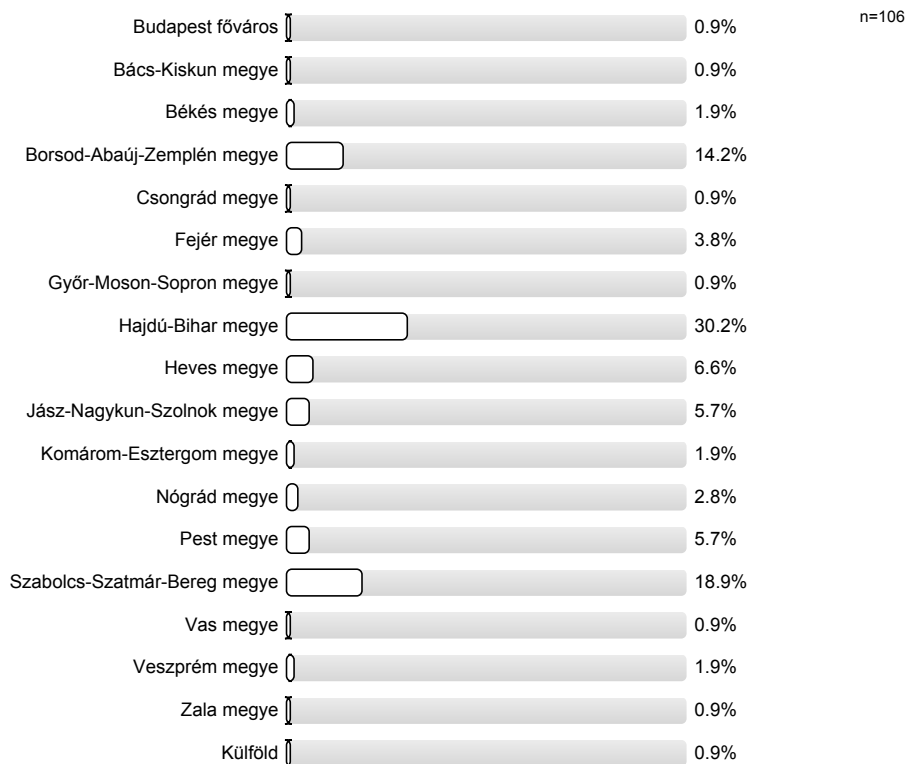 n=106
Budapest főváros 0.9%
Bács-Kiskun megye 0.9%
Békés megye 1.9%
Borsod-Abaúj-Zemplén megye 14.2%
Csongrád megye 0.9%
Fejér megye 3.8%
Győr-Moson-Sopron megye 0.9%
Hajdú-Bihar megye 30.2%
Heves megye 6.6%
Jász-Nagykun-Szolnok megye 5.7%
Komárom-Esztergom megye 1.9%
Nógrád megye 2.8%
Pest megye 5.7%
Szabolcs-Szatmár-Bereg megye 18.9%
Vas megye 0.9%
Veszprém megye 1.9%
Zala megye 0.9%
Külföld 0.9%